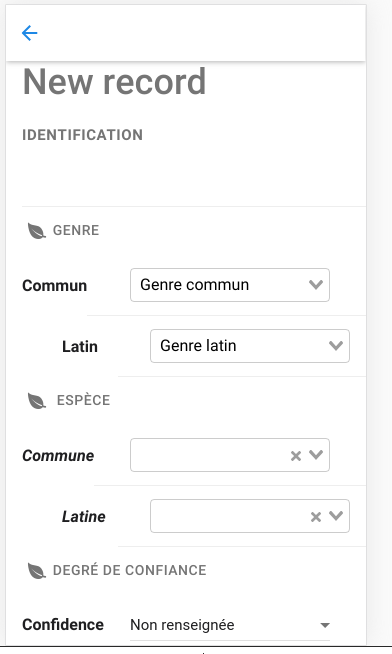 New record
IDENTIFICATION
GENRE
Commun Genre commun
Latin Genre latin
ESPÈCE
Commune
Latine
DEGRÉ DE CONFIANCE
Confidence Non renseignée